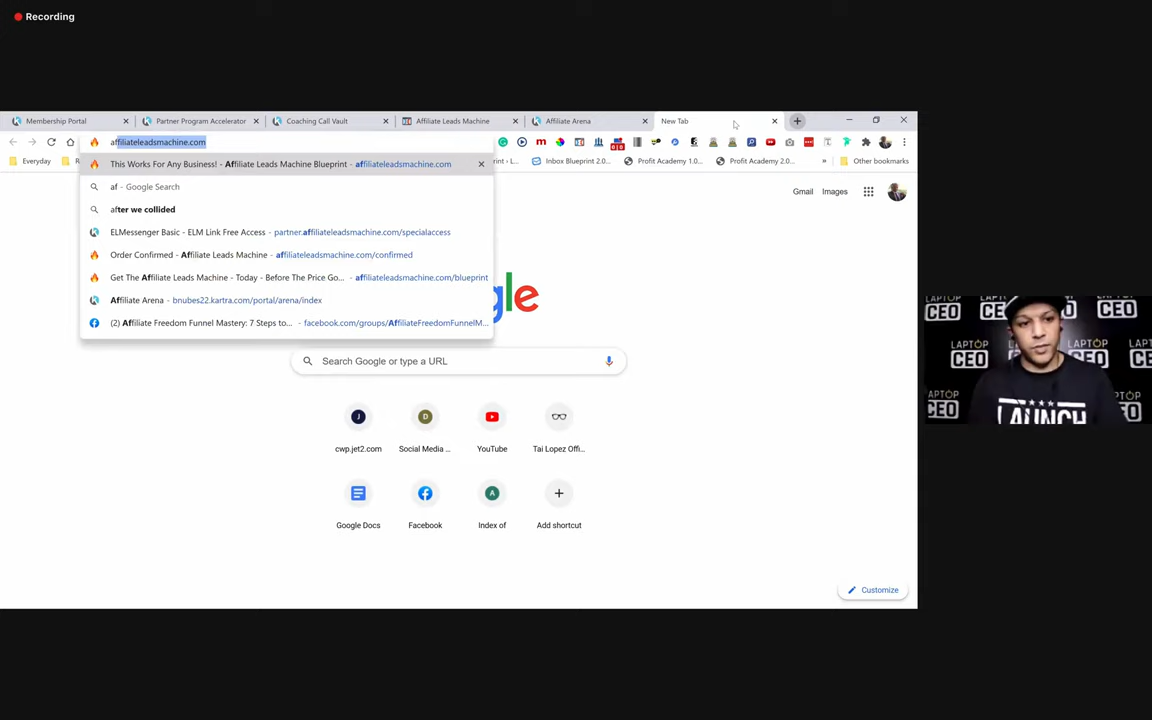 Recording
Membership Portal
Partner Program Accelerator
Coaching Call Vault
Affiliate Leads Machine
Affiliate Arena
New Tab
affiliateleadsmachine.com
Everyday
This Works For Any Business! - Affiliate Leads Machine Blueprint - affiliateleadsmachine.com
print - L...
Inbox Blueprint 2.0...
Profit Academy 1.0...
Profit Academy 2.0...
»
Other bookmarks
af - Google Search
Gmail
Images
after we collided
ELMessenger Basic - ELM Link Free Access - partner.affiliateleadsmachine.com/specialaccess
Order Confirmed - Affiliate Leads Machine - affiliateleadsmachine.com/confirmed
Get The Affiliate Leads Machine - Today - Before The Price Go... - affiliateleadsmachine.com/blueprint
Affiliate Arena - bnubes22.kartra.com/portal/arena/index
(2) Affiliate Freedom Funnel Mastery: 7 Steps to... - facebook.com/groups/AffiliateFreedomFunnelM...
gle
Search Google or type a URL
J
D
cwp.jet2.com
Social Media ...
YouTube
Tai Lopez Offi...
A
Google Docs
Facebook
Index of
Add shortcut
Customize
LAPTOP
CEO
LAPTOP
CEO
LAPTOP
CEO
LAUNCH